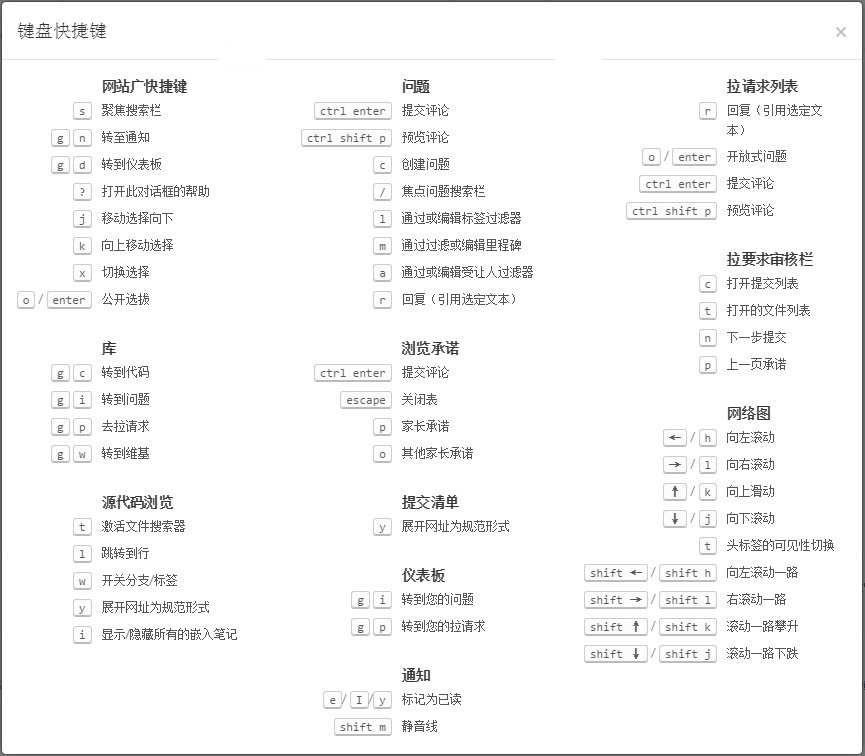 键盘快捷键
×
网站广快捷键
s 聚焦搜索栏
g n 转至通知
g d 转到仪表板
? 打开此对话框的帮助
j 移动选择向下
k 向上移动选择
x 切换选择
o / enter 公开选拔
库
g c 转到代码
g i 转到问题
g p 去拉请求
g w 转到维基
源代码浏览
t 激活文件搜索器
l 跳转到行
w 开关分支/标签
y 展开网址为规范形式
i 显示/隐藏所有的嵌入笔记
问题
ctrl enter 提交评论
ctrl shift p 预览评论
c 创建问题
/ 焦点问题搜索栏
l 通过或编辑标签过滤器
m 通过过滤或编辑里程碑
a 通过或编辑受让人过滤器
r 回复（引用选定文本）
浏览承诺
ctrl enter 提交评论
escape 关闭表
p 家长承诺
o 其他家长承诺
提交清单
y 展开网址为规范形式
仪表板
g i 转到您的问题
g p 转到您的拉请求
通知
e / I / y 标记为已读
shift m 静音线
拉请求列表
r 回复（引用选定文
本）
o / enter 开放式问题
ctrl enter 提交评论
ctrl shift p 预览评论
拉要求审核栏
c 打开提交列表
t 打开的文件列表
n 下一步提交
p 上一页承诺
网络图
← / h 向左滚动
→ / l 向右滚动
↑ / k 向上滑动
↓ / j 向下滚动
t 头标签的可见性切换
shift ← / shift h 向左滚动一路
shift → / shift l 右滚动一路
shift ↑ / shift k 滚动一路攀升
shift ↓ / shift j 滚动一路下跌